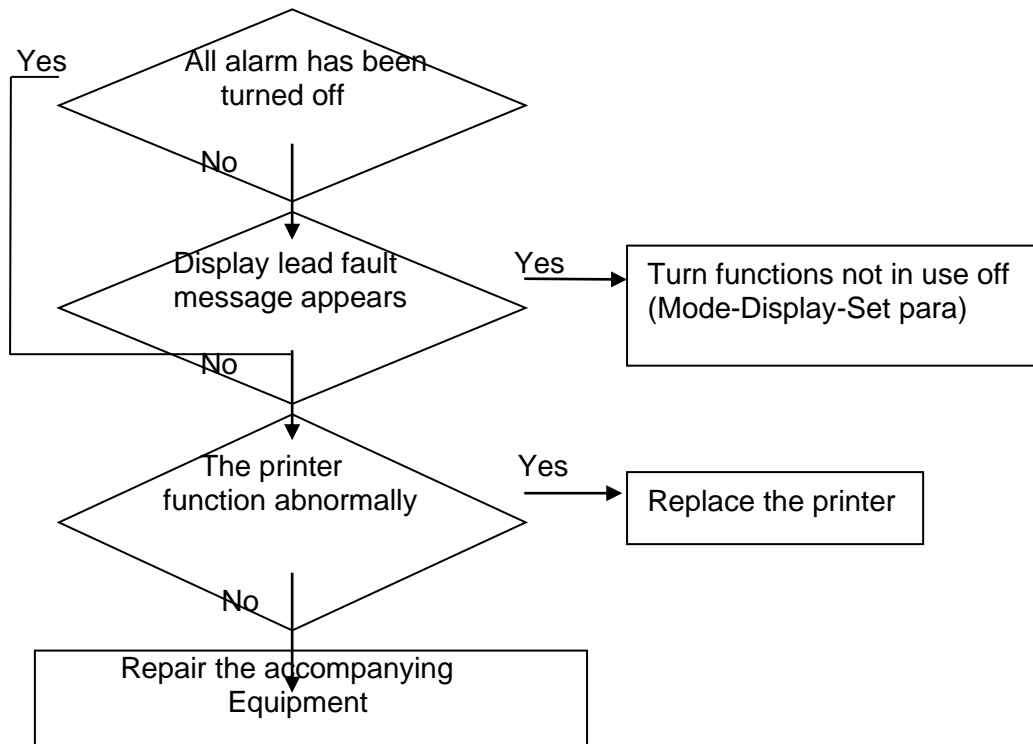 Yes
All alarm has been
turned off
No
Display lead fault
message appears
Yes
Turn functions not in use off
(Mode-Display-Set para)
No
The printer
function abnormally
Yes
Replace the printer
No
Repair the accompanying
Equipment